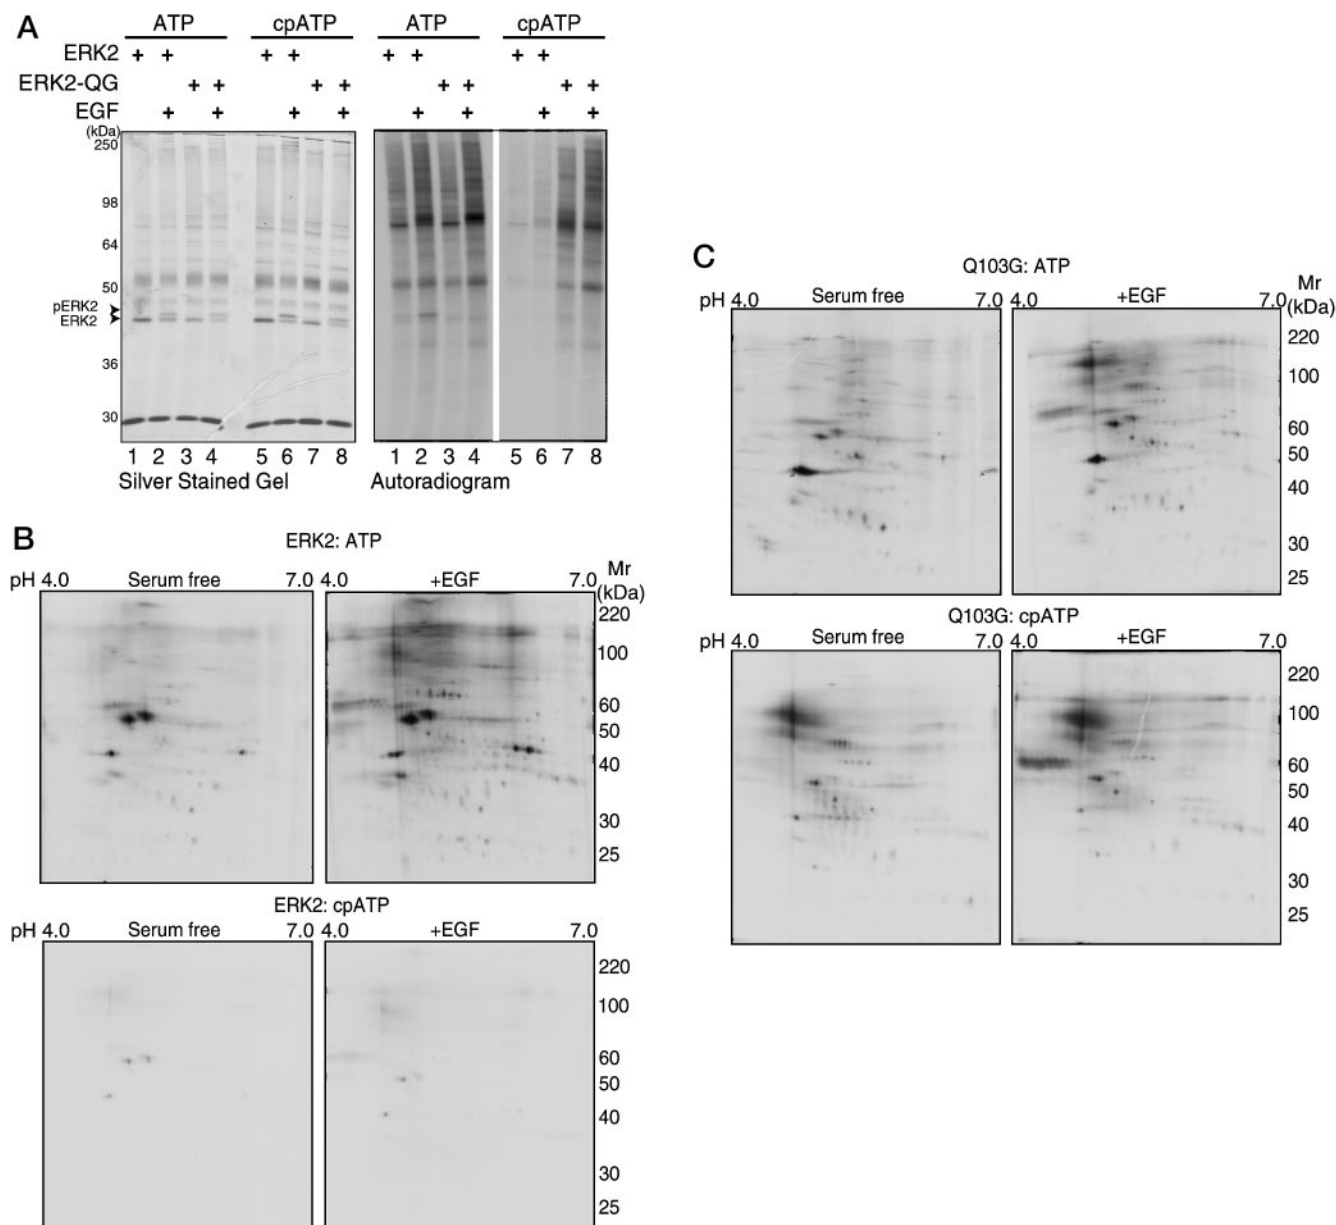 A
ATP cpATP ATP cpATP
ERK2 + + + + + + + +
ERK2-QG + + + + + + + +
EGF + + + + + + + +
(kDa)
250
98
64
50
pERK2
ERK2
36
30
1 2 3 4 5 6 7 8 1 2 3 4 5 6 7 8
Silver Stained Gel Autoradiogram
B
ERK2: ATP
pH 4.0 Serum free 7.0 4.0 +EGF 7.0 Mr
(kDa)
220
100
60
50
40
30
25
ERK2: cpATP
pH 4.0 Serum free 7.0 4.0 +EGF 7.0
220
100
60
50
40
30
25
C
Q103G: ATP
pH 4.0 Serum free 4.0 +EGF 7.0 Mr
(kDa)
220
100
60
50
40
30
25
Q103G: cpATP
pH 4.0 Serum free 7.0 4.0 +EGF 7.0
220
100
60
50
40
30
25